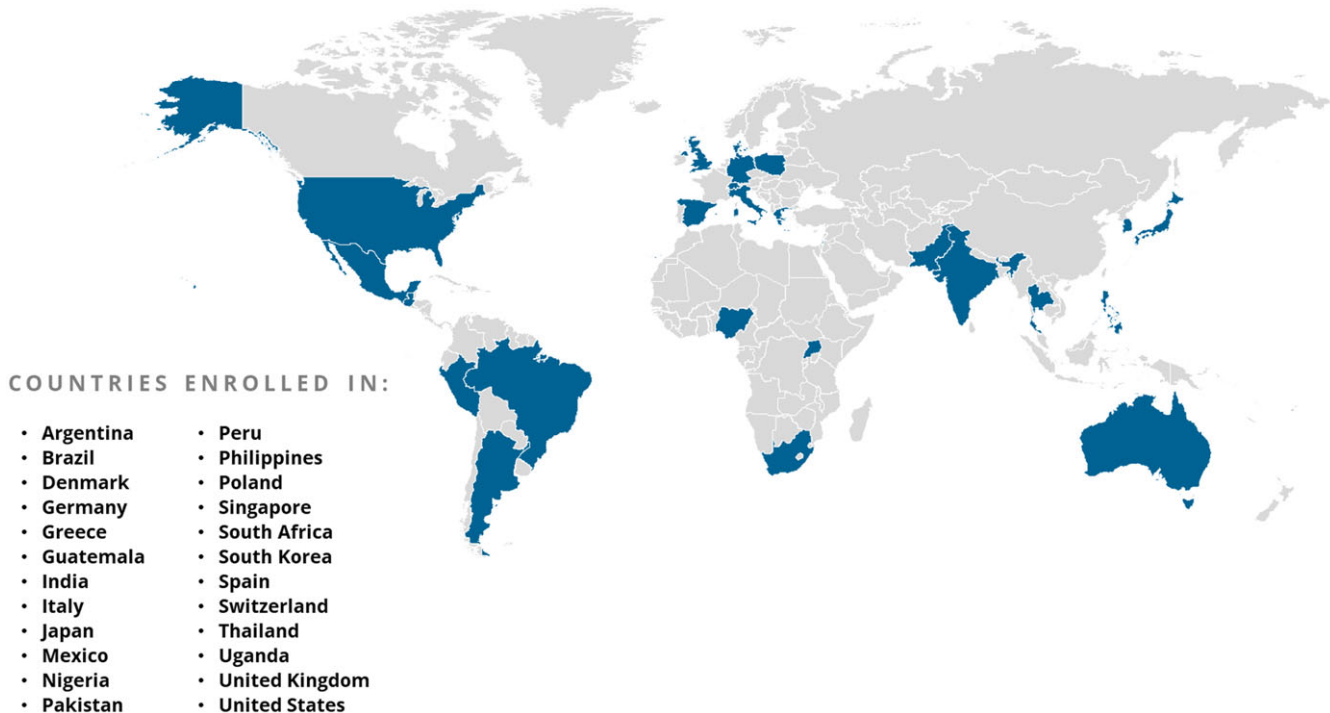 COUNTRIES ENROLLED IN:
• Argentina
• Brazil
• Denmark
• Germany
• Greece
• Guatemala
• India
• Italy
• Japan
• Mexico
• Nigeria
• Pakistan
• Peru
• Philippines
• Poland
• Singapore
• South Africa
• South Korea
• Spain
• Switzerland
• Thailand
• Uganda
• United Kingdom
• United States